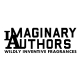 IMAGINARY
AUTHORS
WILDLY INVENTIVE FRAGRANCES